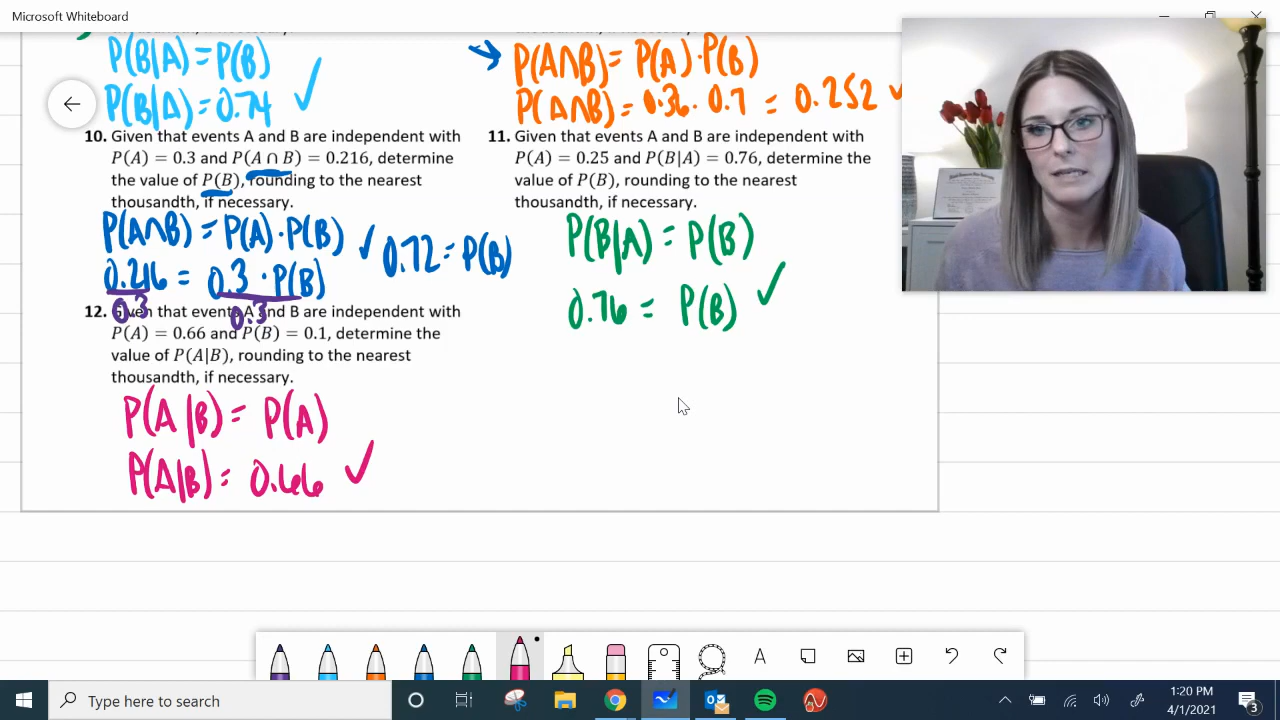 Microsoft Whiteboard
P(B|A) = P(B)
P(B|A) = 0.74 ✓
P(A∩B) = P(A)·P(B)
P(A∩B) = 0.36 · 0.7 = 0.252 ✓
10. Given that events A and B are independent with
P(A) = 0.3 and P(A ∩ B) = 0.216, determine
the value of P(B), rounding to the nearest
thousandth, if necessary.
P(A∩B) = P(A)·P(B) ✓ 0.72 = P(B)
0.216 = 0.3 · P(B)
0.3 0.3
11. Given that events A and B are independent with
P(A) = 0.25 and P(B|A) = 0.76, determine the
value of P(B), rounding to the nearest
thousandth, if necessary.
P(B|A) = P(B)
0.76 = P(B) ✓
12. Given that events A and B are independent with
P(A) = 0.66 and P(B) = 0.1, determine the
value of P(A|B), rounding to the nearest
thousandth, if necessary.
P(A|B) = P(A)
P(A|B) = 0.66 ✓
A
Type here to search
1:20 PM
4/1/2021
3